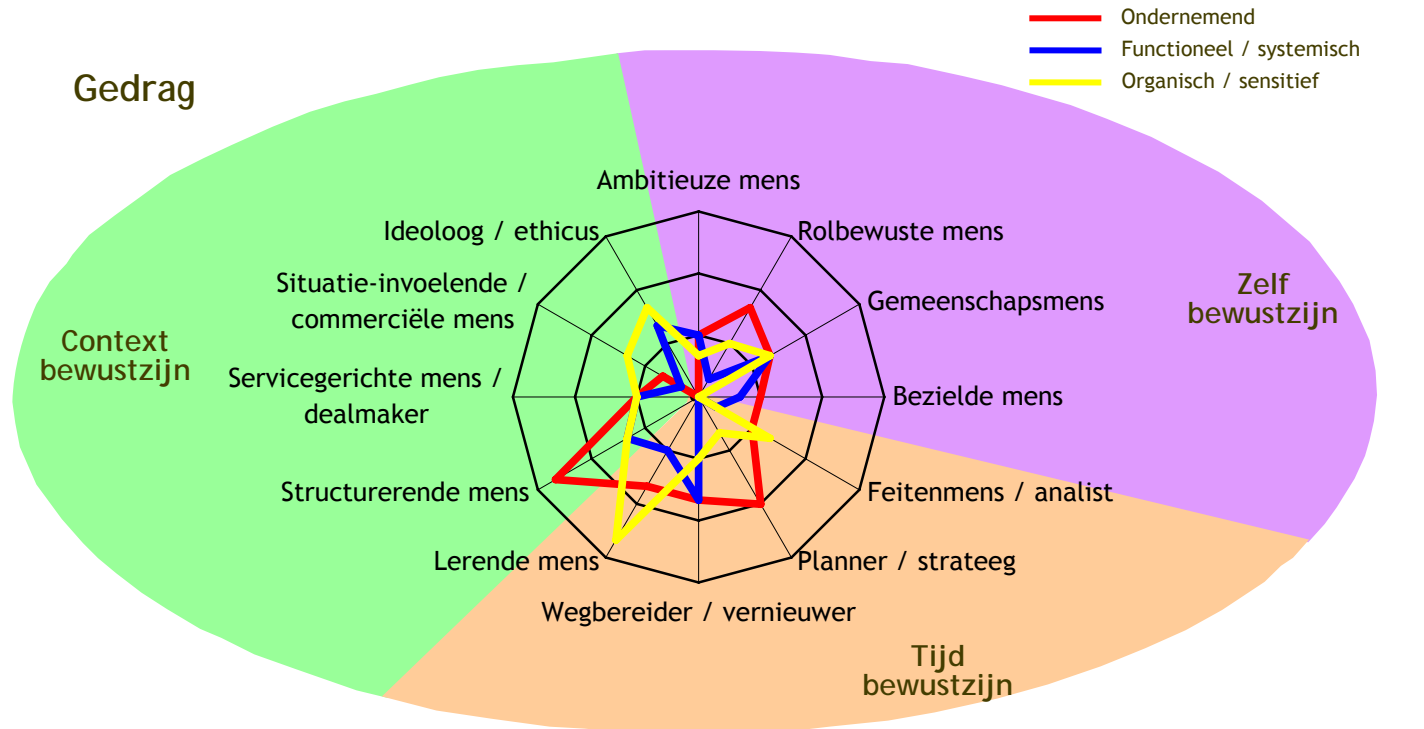 Ondernemend
Functioneel / systemisch
Organisch / sensitief
Gedrag
Ambitieuze mens
Ideoloog / ethicus
Rolbewuste mens
Situatie-invoelende /
commerciële mens
Gemeenschapsmens
Zelf
bewustzijn
Context
bewustzijn
Servicegerichte mens /
dealmaker
Bezielde mens
Structurerende mens
Feitenmens / analist
Lerende mens
Planner / strateeg
Wegbereider / vernieuwer
Tijd
bewustzijn